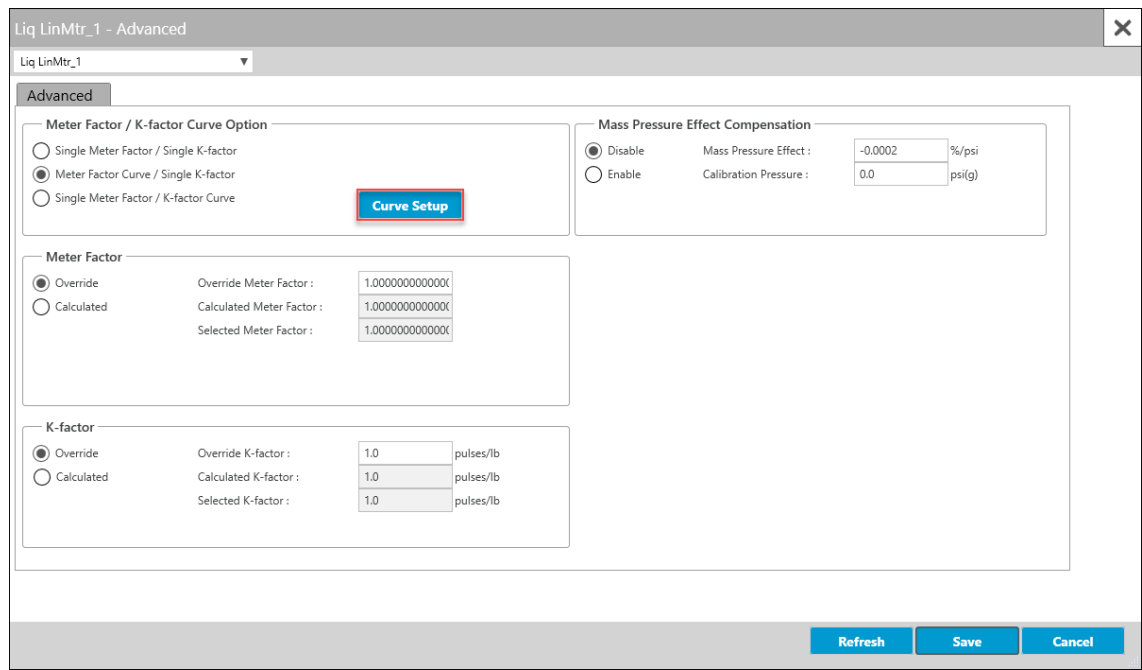 Liq LinMtr_1 - Advanced
Liq LinMtr_1
Advanced
Meter Factor / K-factor Curve Option
Single Meter Factor / Single K-factor
Meter Factor Curve / Single K-factor
Single Meter Factor / K-factor Curve
Curve Setup
Mass Pressure Effect Compensation
Disable Mass Pressure Effect : -0.0002 %/psi
Enable Calibration Pressure : 0.0 psi(g)
Meter Factor
Override Override Meter Factor : 1.000000000000
Calculated Calculated Meter Factor : 1.000000000000
Selected Meter Factor : 1.000000000000
K-factor
Override Override K-factor : 1.0 pulses/lb
Calculated Calculated K-factor : 1.0 pulses/lb
Selected K-factor : 1.0 pulses/lb
Refresh Save Cancel